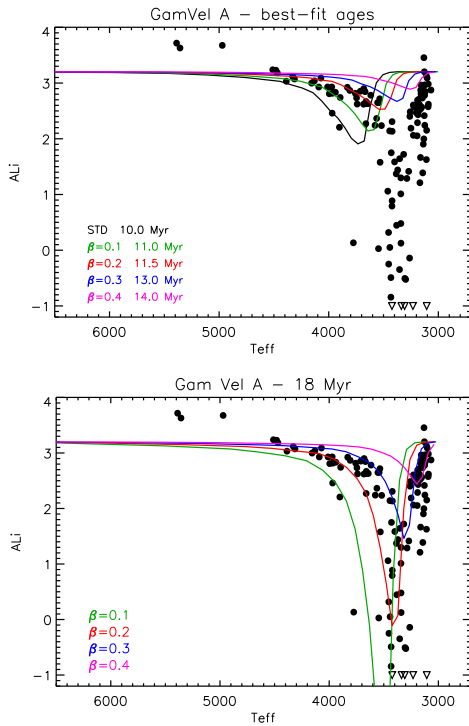 GamVel A - best-fit ages
ALi
4
3
2
1
0
-1
STD 10.0 Myr
β=0.1 11.0 Myr
β=0.2 11.5 Myr
β=0.3 13.0 Myr
β=0.4 14.0 Myr
6000 5000 4000 3000
Teff
Gam Vel A - 18 Myr
ALi
4
3
2
1
0
-1
β=0.1
β=0.2
β=0.3
β=0.4
6000 5000 4000 3000
Teff